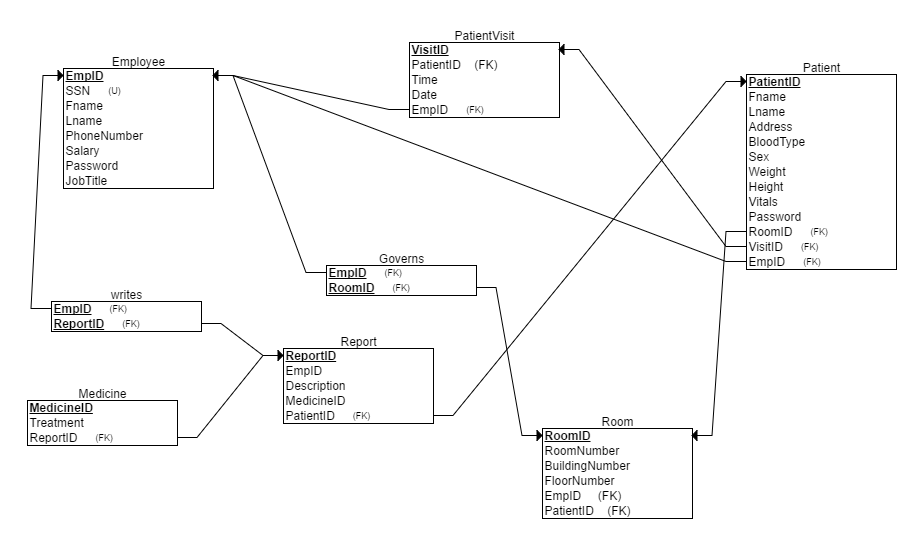 PatientVisit
VisitID
PatientID (FK)
Time
Date
EmpID (FK)
Employee
EmpID
SSN (U)
Fname
Lname
PhoneNumber
Salary
Password
JobTitle
Patient
PatientID
Fname
Lname
Address
BloodType
Sex
Weight
Height
Vitals
Password
RoomID (FK)
VisitID (FK)
EmpID (FK)
Governs
EmpID (FK)
RoomID (FK)
writes
EmpID (FK)
ReportID (FK)
Report
ReportID
EmpID
Description
MedicineID
PatientID (FK)
Medicine
MedicineID
Treatment
ReportID (FK)
Room
RoomID
RoomNumber
BuildingNumber
FloorNumber
EmpID (FK)
PatientID (FK)